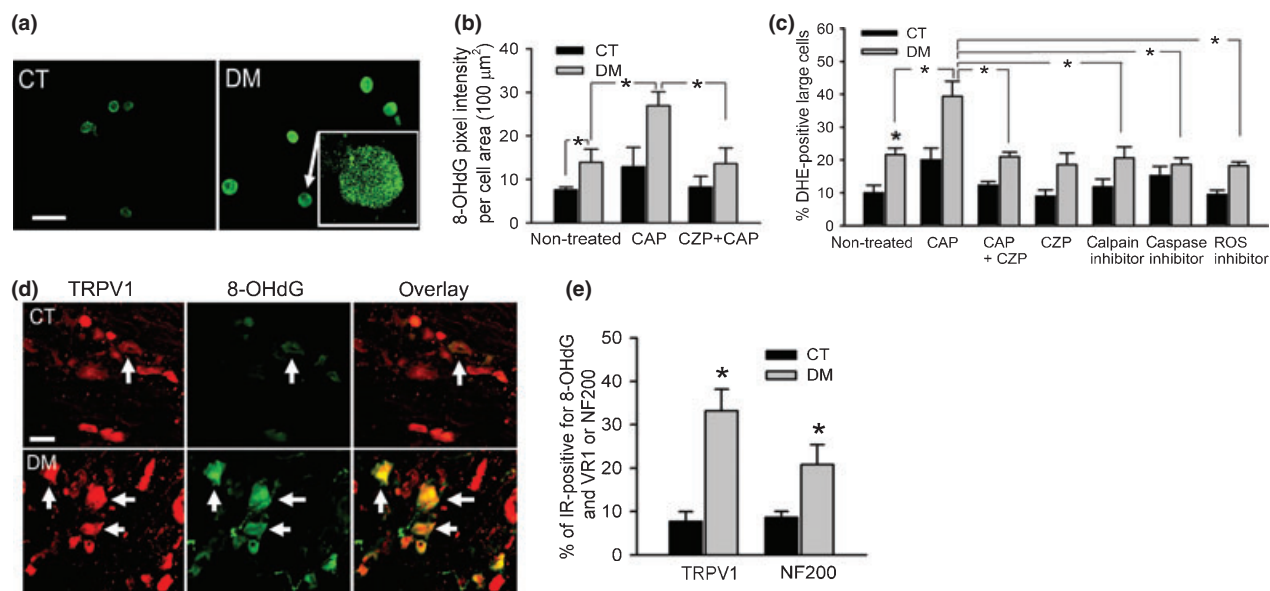 (a)
CT
DM
(b)
8-OHdG pixel intensity
per cell area (100 μm²)
40
30
20
10
0
CT
DM
*
*
*
Non-treated
CAP
CZP+CAP
(c)
% DHE-positive large cells
60
50
40
30
20
10
0
CT
DM
*
*
*
*
*
*
Non-treated
CAP
CAP
+ CZP
CZP
Calpain
inhibitor
Caspase
inhibitor
ROS
inhibitor
(d)
TRPV1
8-OHdG
Overlay
CT
DM
(e)
% of IR-positive for 8-OHdG
and VR1 or NF200
50
40
30
20
10
0
CT
DM
*
*
TRPV1
NF200